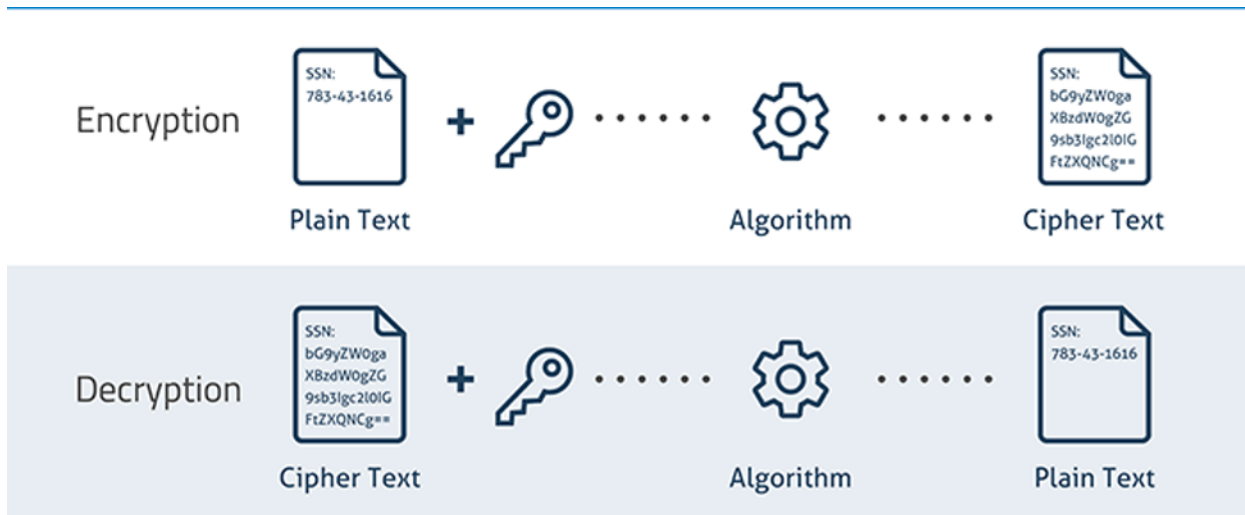 Encryption
SSN:
783-43-1616
+
Plain Text
Algorithm
SSN:
bG9yZW0ga
XBzdW0gZG
9sb3Igc2l0IG
FtZXQNCg==
Cipher Text
Decryption
SSN:
bG9yZW0ga
XBzdW0gZG
9sb3Igc2l0IG
FtZXQNCg==
+
Cipher Text
Algorithm
SSN:
783-43-1616
Plain Text